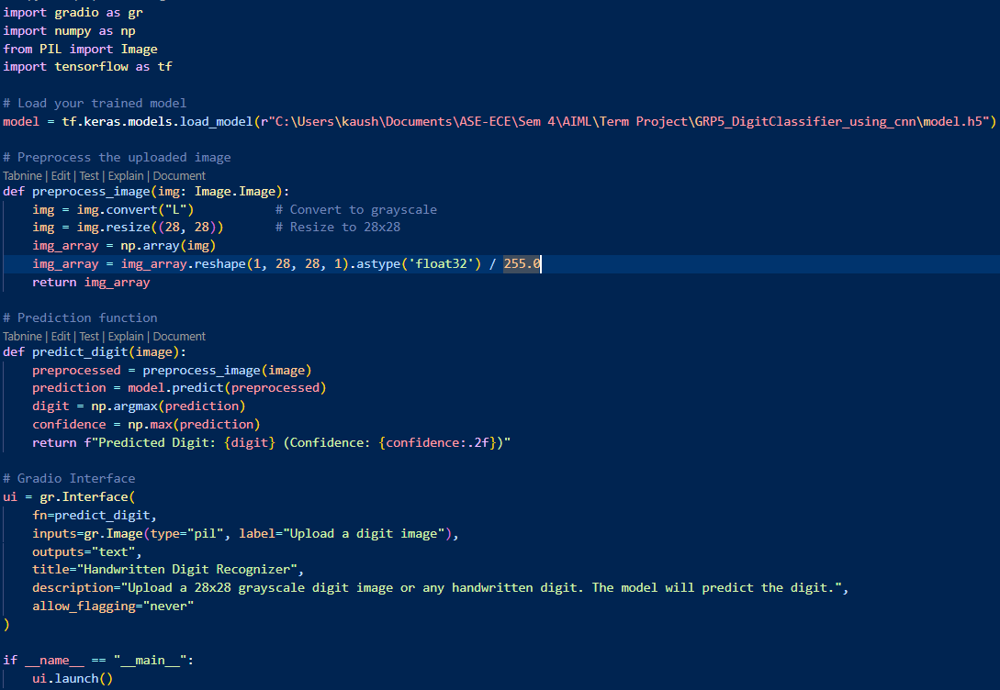 import gradio as gr
import numpy as np
from PIL import Image
import tensorflow as tf
# Load your trained model
model = tf.keras.models.load_model(r"C:\Users\kaush\Documents\ASE-ECE\Sem 4\AIML\Term Project\GRP5_DigitClassifier_using_cnn\model.h5")
# Preprocess the uploaded image
Tabnine | Edit | Test | Explain | Document
def preprocess_image(img: Image.Image):
    img = img.convert("L")           # Convert to grayscale
    img = img.resize((28, 28))       # Resize to 28x28
    img_array = np.array(img)
    img_array = img_array.reshape(1, 28, 28, 1).astype('float32') / 255.0
    return img_array
# Prediction function
Tabnine | Edit | Test | Explain | Document
def predict_digit(image):
    preprocessed = preprocess_image(image)
    prediction = model.predict(preprocessed)
    digit = np.argmax(prediction)
    confidence = np.max(prediction)
    return f"Predicted Digit: {digit} (Confidence: {confidence:.2f})"
# Gradio Interface
ui = gr.Interface(
    fn=predict_digit,
    inputs=gr.Image(type="pil", label="Upload a digit image"),
    outputs="text",
    title="Handwritten Digit Recognizer",
    description="Upload a 28x28 grayscale digit image or any handwritten digit. The model will predict the digit.",
    allow_flagging="never"
)
if __name__ == "__main__":
    ui.launch()